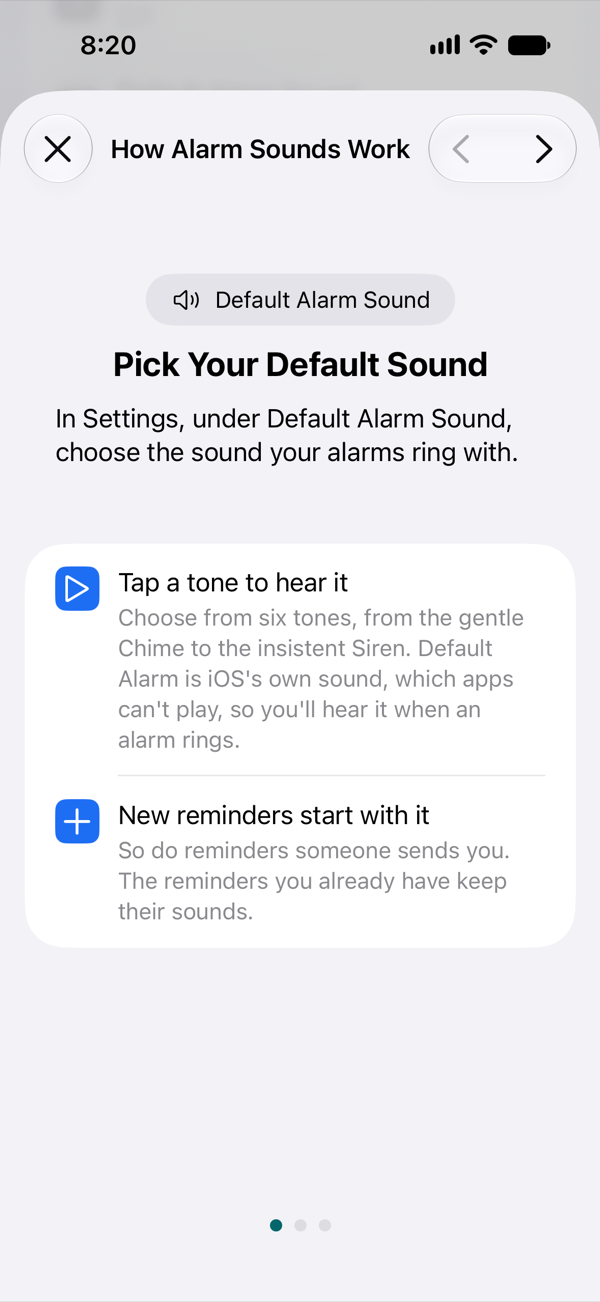 8:20
How Alarm Sounds Work
Default Alarm Sound
Pick Your Default Sound
In Settings, under Default Alarm Sound,
choose the sound your alarms ring with.
Tap a tone to hear it
Choose from six tones, from the gentle
Chime to the insistent Siren. Default
Alarm is iOS's own sound, which apps
can't play, so you'll hear it when an
alarm rings.
New reminders start with it
So do reminders someone sends you.
The reminders you already have keep
their sounds.